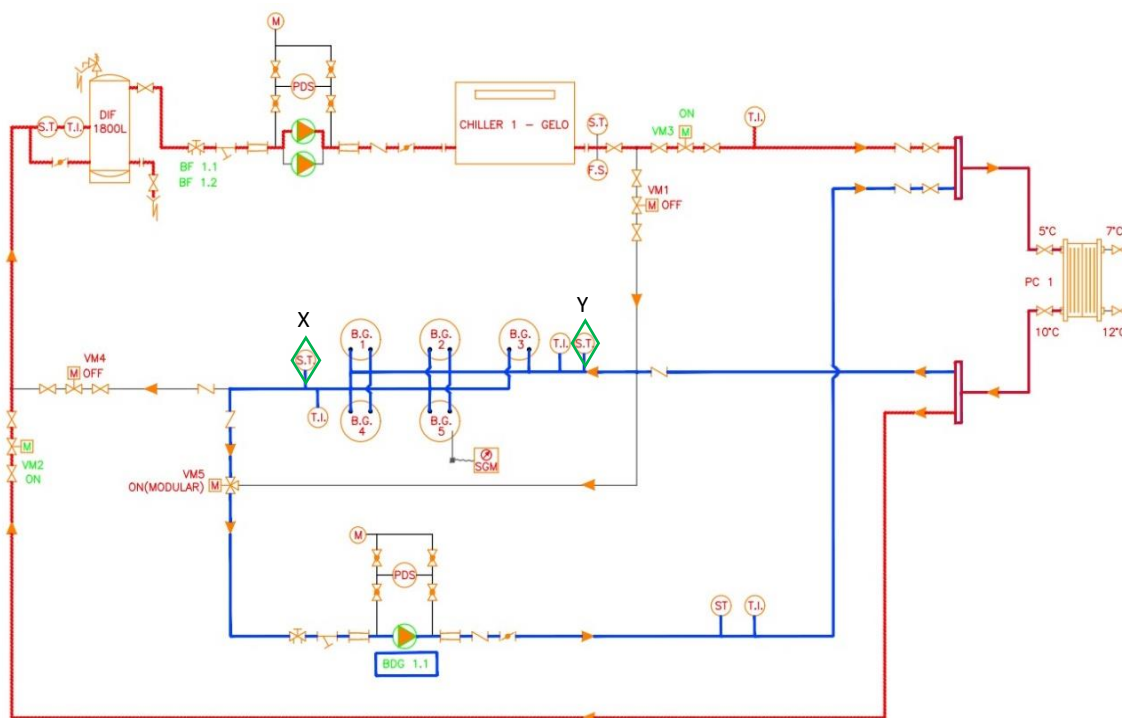 M
PDS
DIF
1800L
S.T.
T.I.
BF 1.1
BF 1.2
CHILLER 1 - GELO
S.T.
F.S.
ON
VM3
M
T.I.
VM1
M OFF
5°C
7°C
PC 1
10°C
12°C
X
Y
S.T.
T.I.
B.G.
1
B.G.
2
B.G.
3
T.I.
S.T.
B.G.
4
B.G.
5
SGM
VM4
M
OFF
M
VM2
ON
VM5
ON(MODULAR) M
M
PDS
BDG 1.1
ST
T.I.